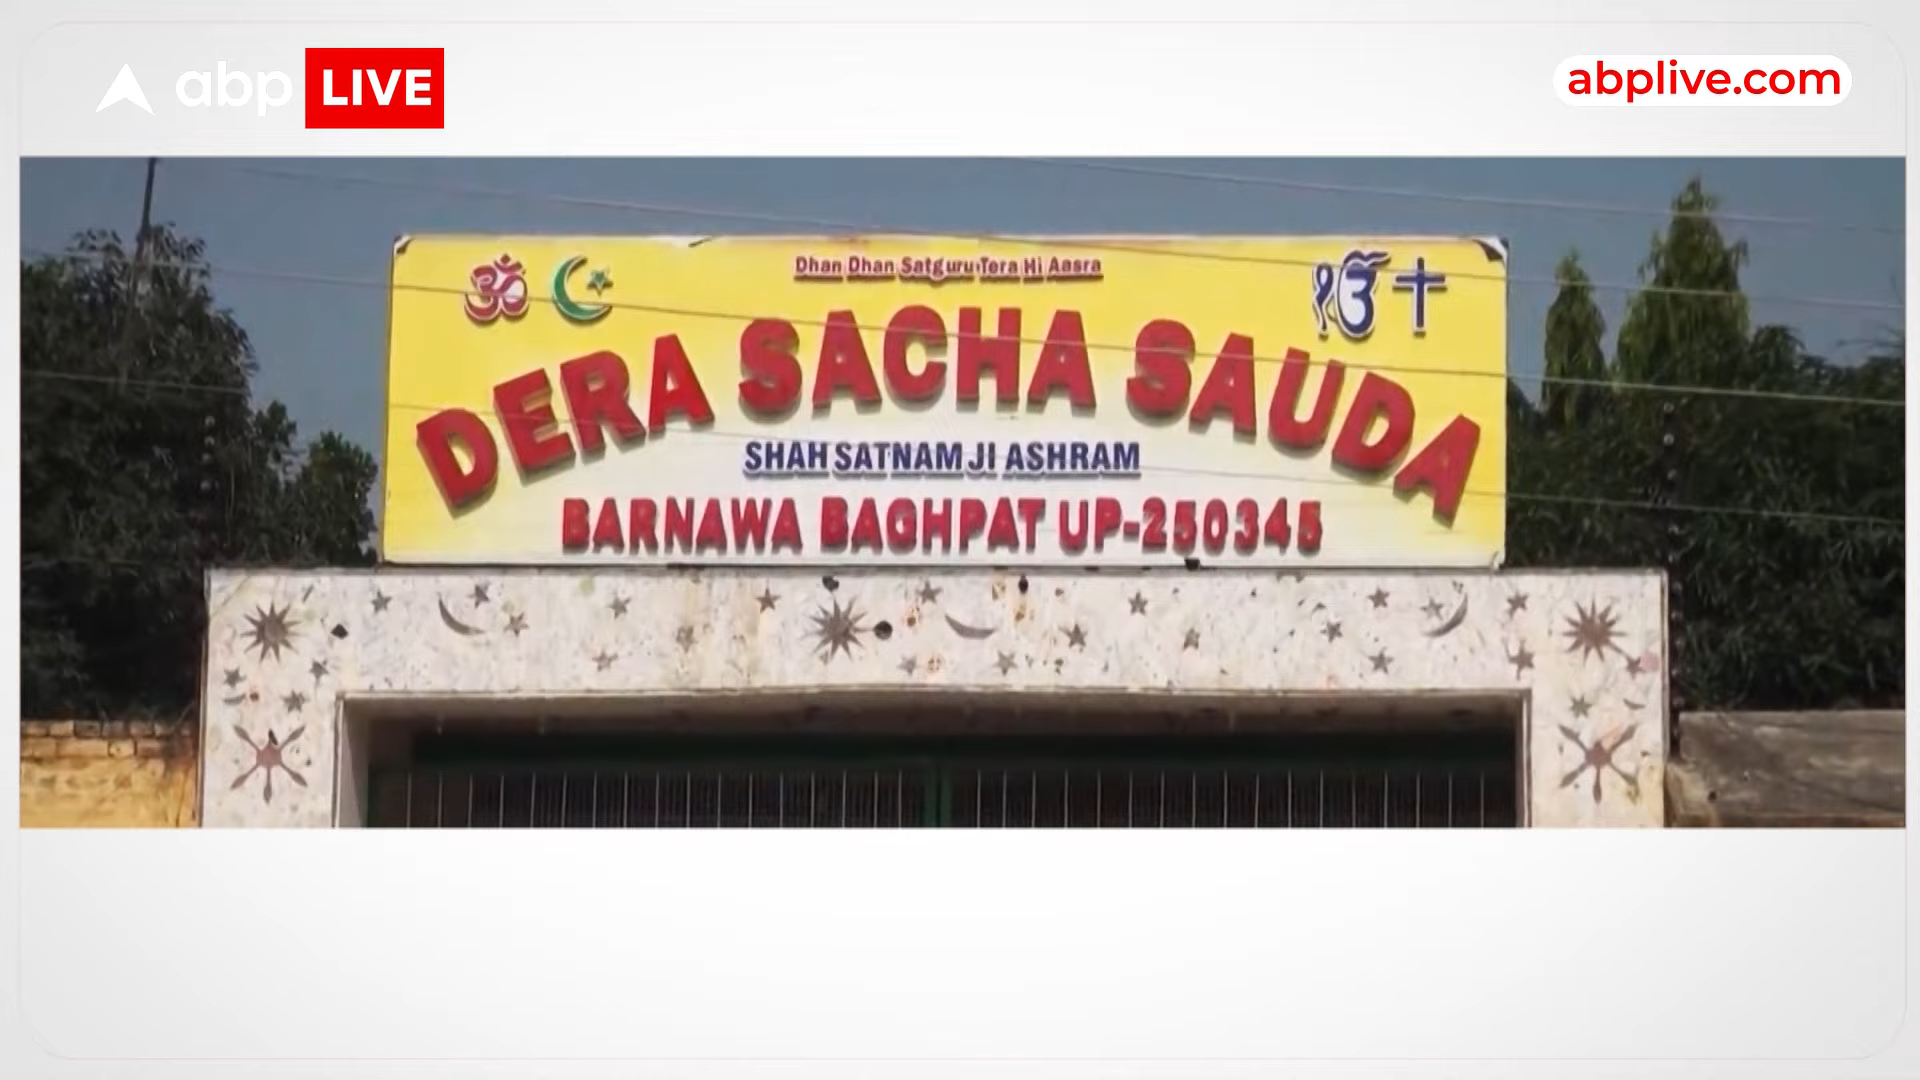 abp LIVE
abplive.com
ॐ
Dhan Dhan Satguru Tera Hi Aasra
ੴ
DERA SACHA SAUDA
SHAH SATNAM JI ASHRAM
BARNAWA BAGHPAT UP-250345